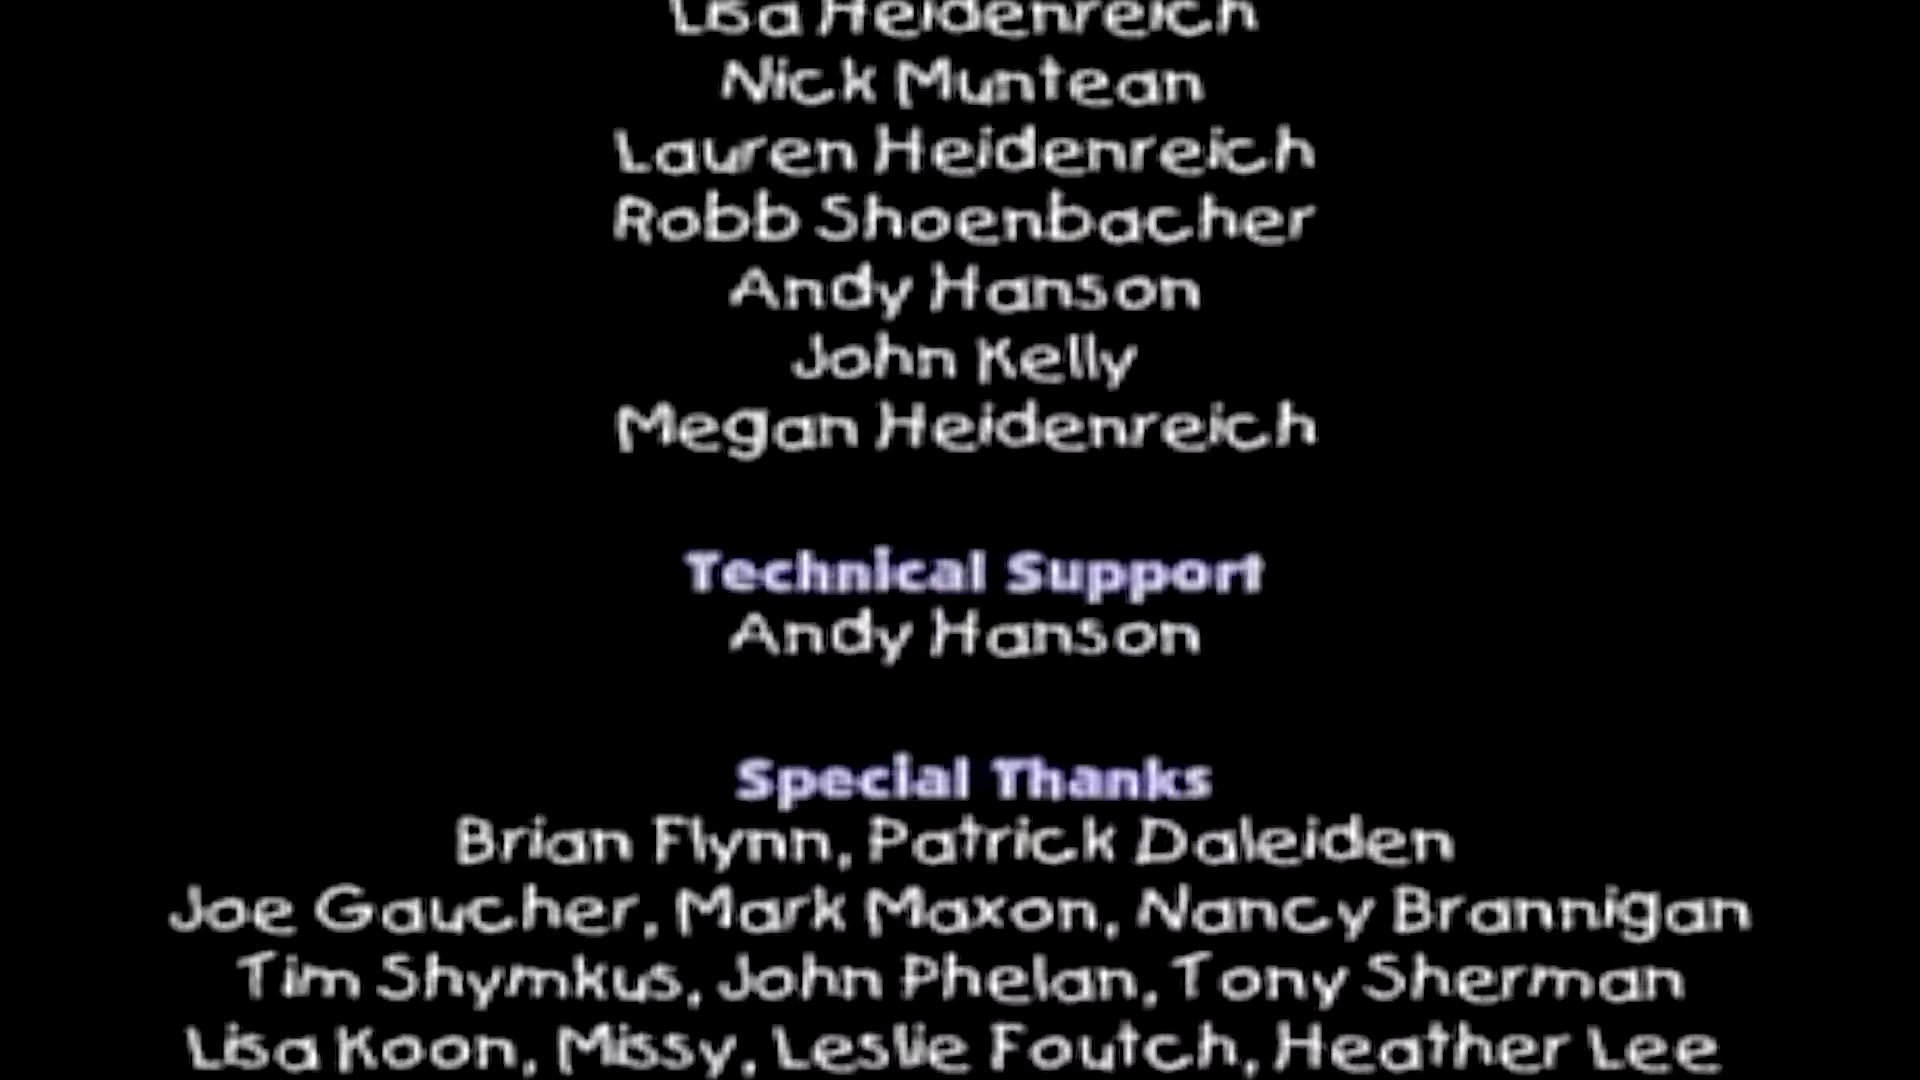 Lisa Heidenreich
Nick Muntean
Lauren Heidenreich
Robb Shoenbacher
Andy Hanson
John Kelly
Megan Heidenreich
Technical Support
Andy Hanson
Special Thanks
Brian Flynn, Patrick Daleiden
Joe Gaucher, Mark Maxon, Nancy Brannigan
Tim Shymkus, John Phelan, Tony Sherman
Lisa Koon, Missy, Leslie Foutch, Heather Lee